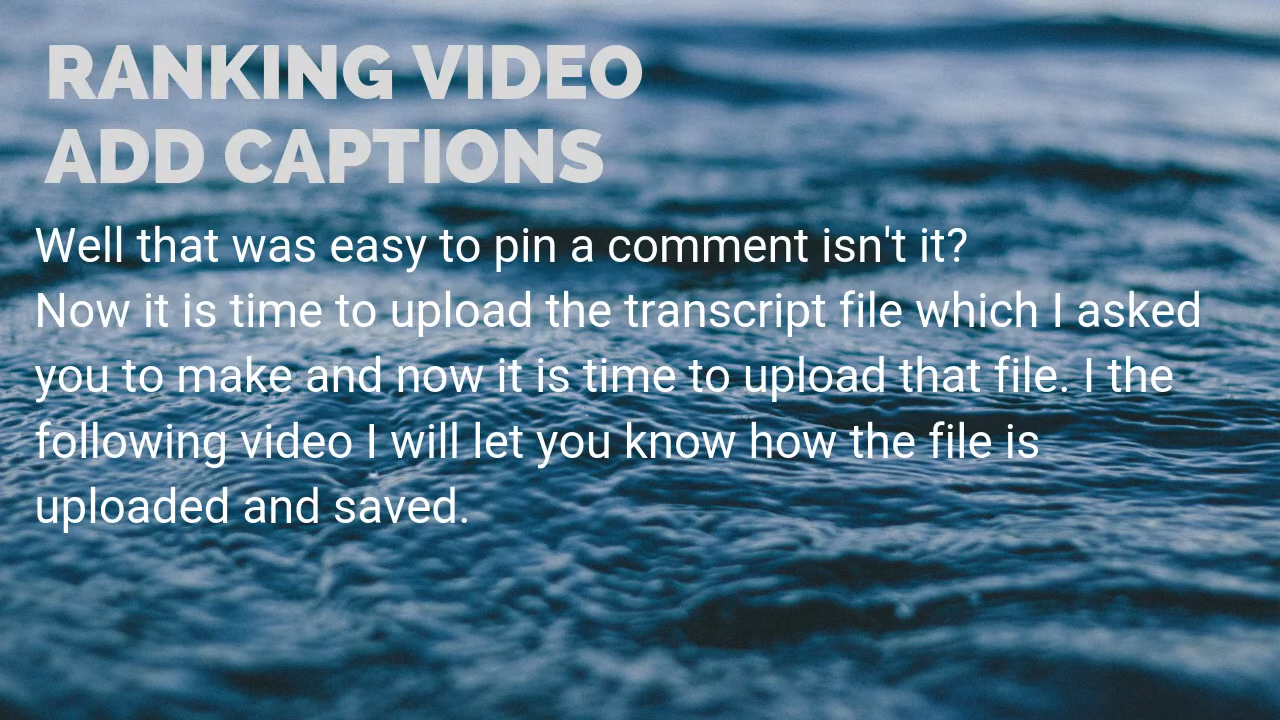 RANKING VIDEO
ADD CAPTIONS
Well that was easy to pin a comment isn't it?
Now it is time to upload the transcript file which I asked
you to make and now it is time to upload that file. I the
following video I will let you know how the file is
uploaded and saved.